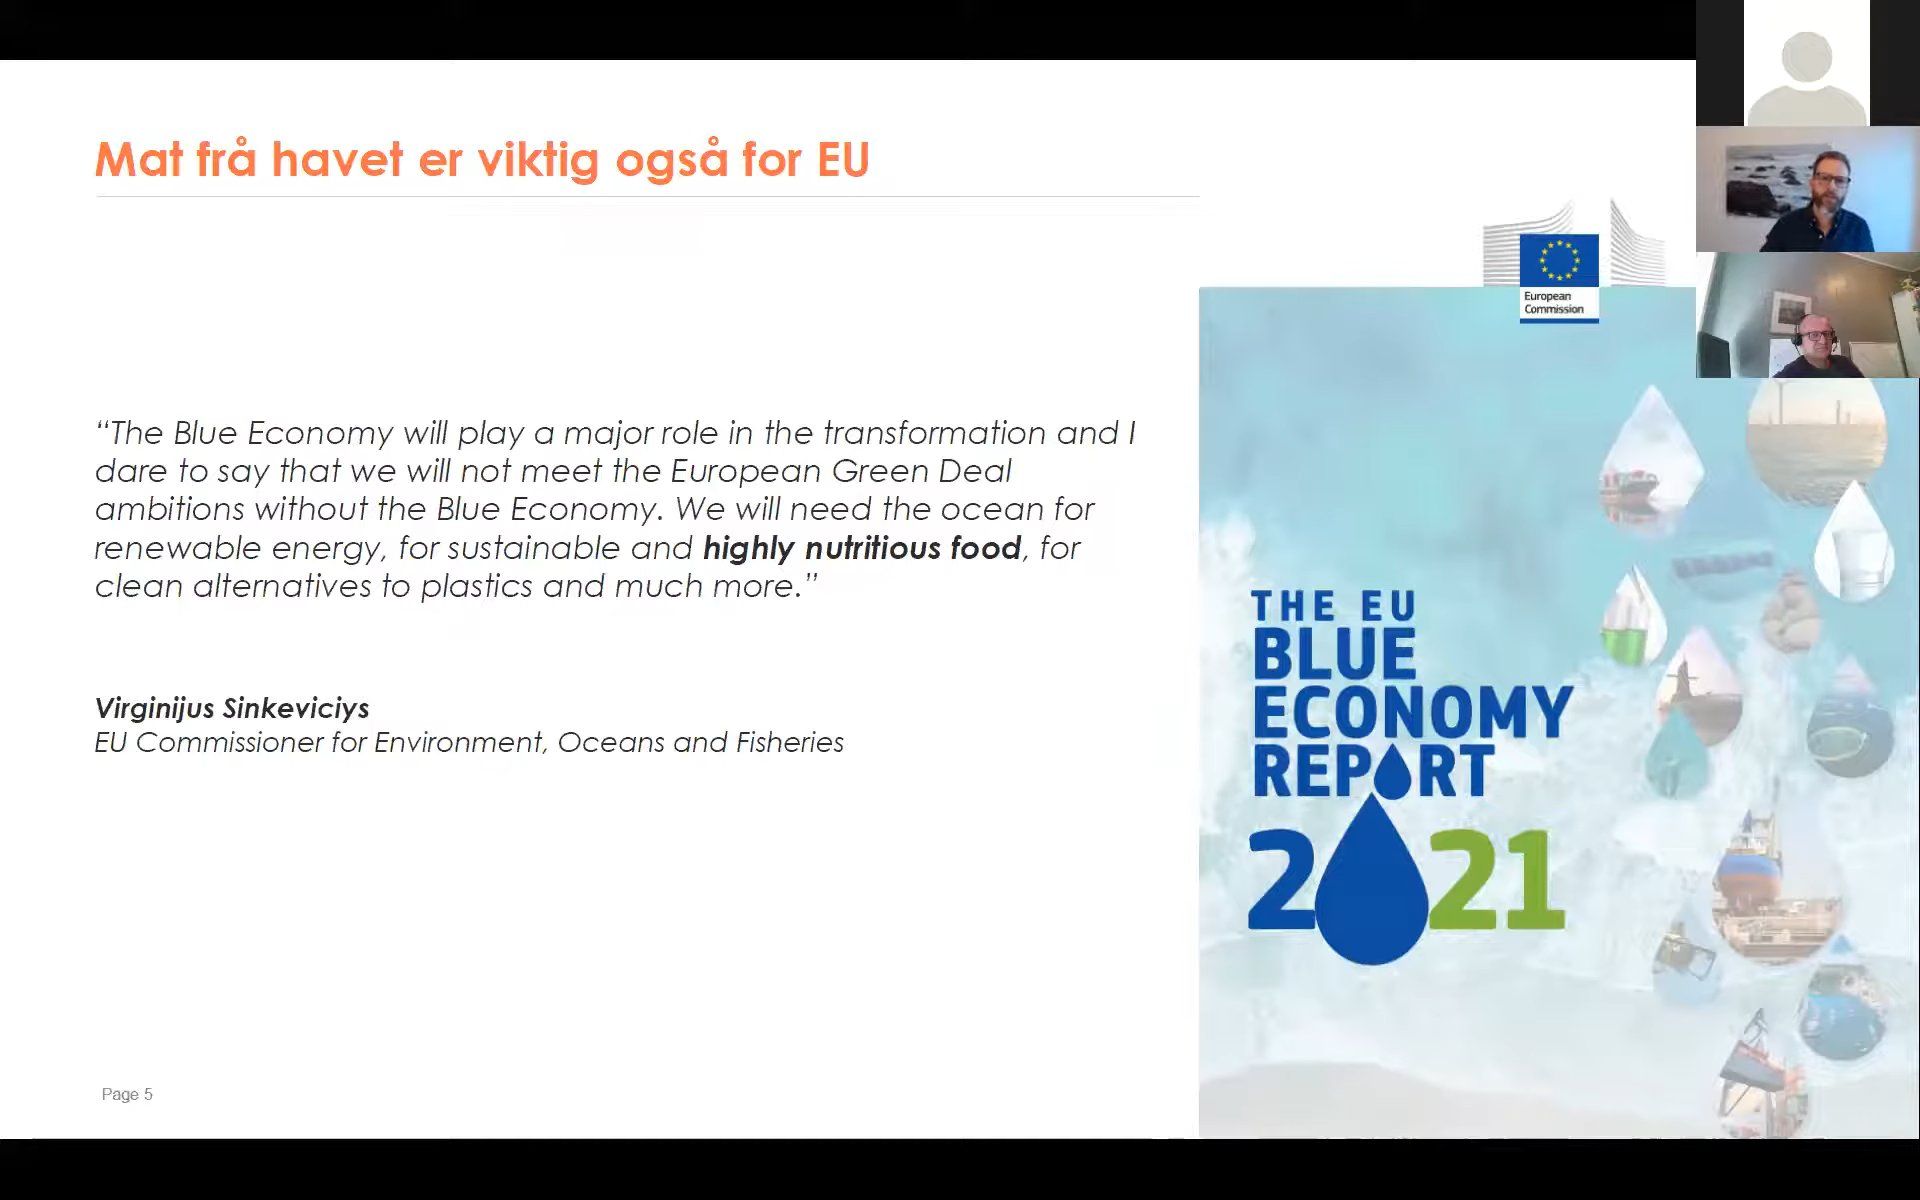 Mat frå havet er viktig også for EU
“The Blue Economy will play a major role in the transformation and I
dare to say that we will not meet the European Green Deal
ambitions without the Blue Economy. We will need the ocean for
renewable energy, for sustainable and highly nutritious food, for
clean alternatives to plastics and much more.”
Virginijus Sinkeviciys
EU Commissioner for Environment, Oceans and Fisheries
Page 5
European
Commission
THE EU
BLUE
ECONOMY
REPORT
2021